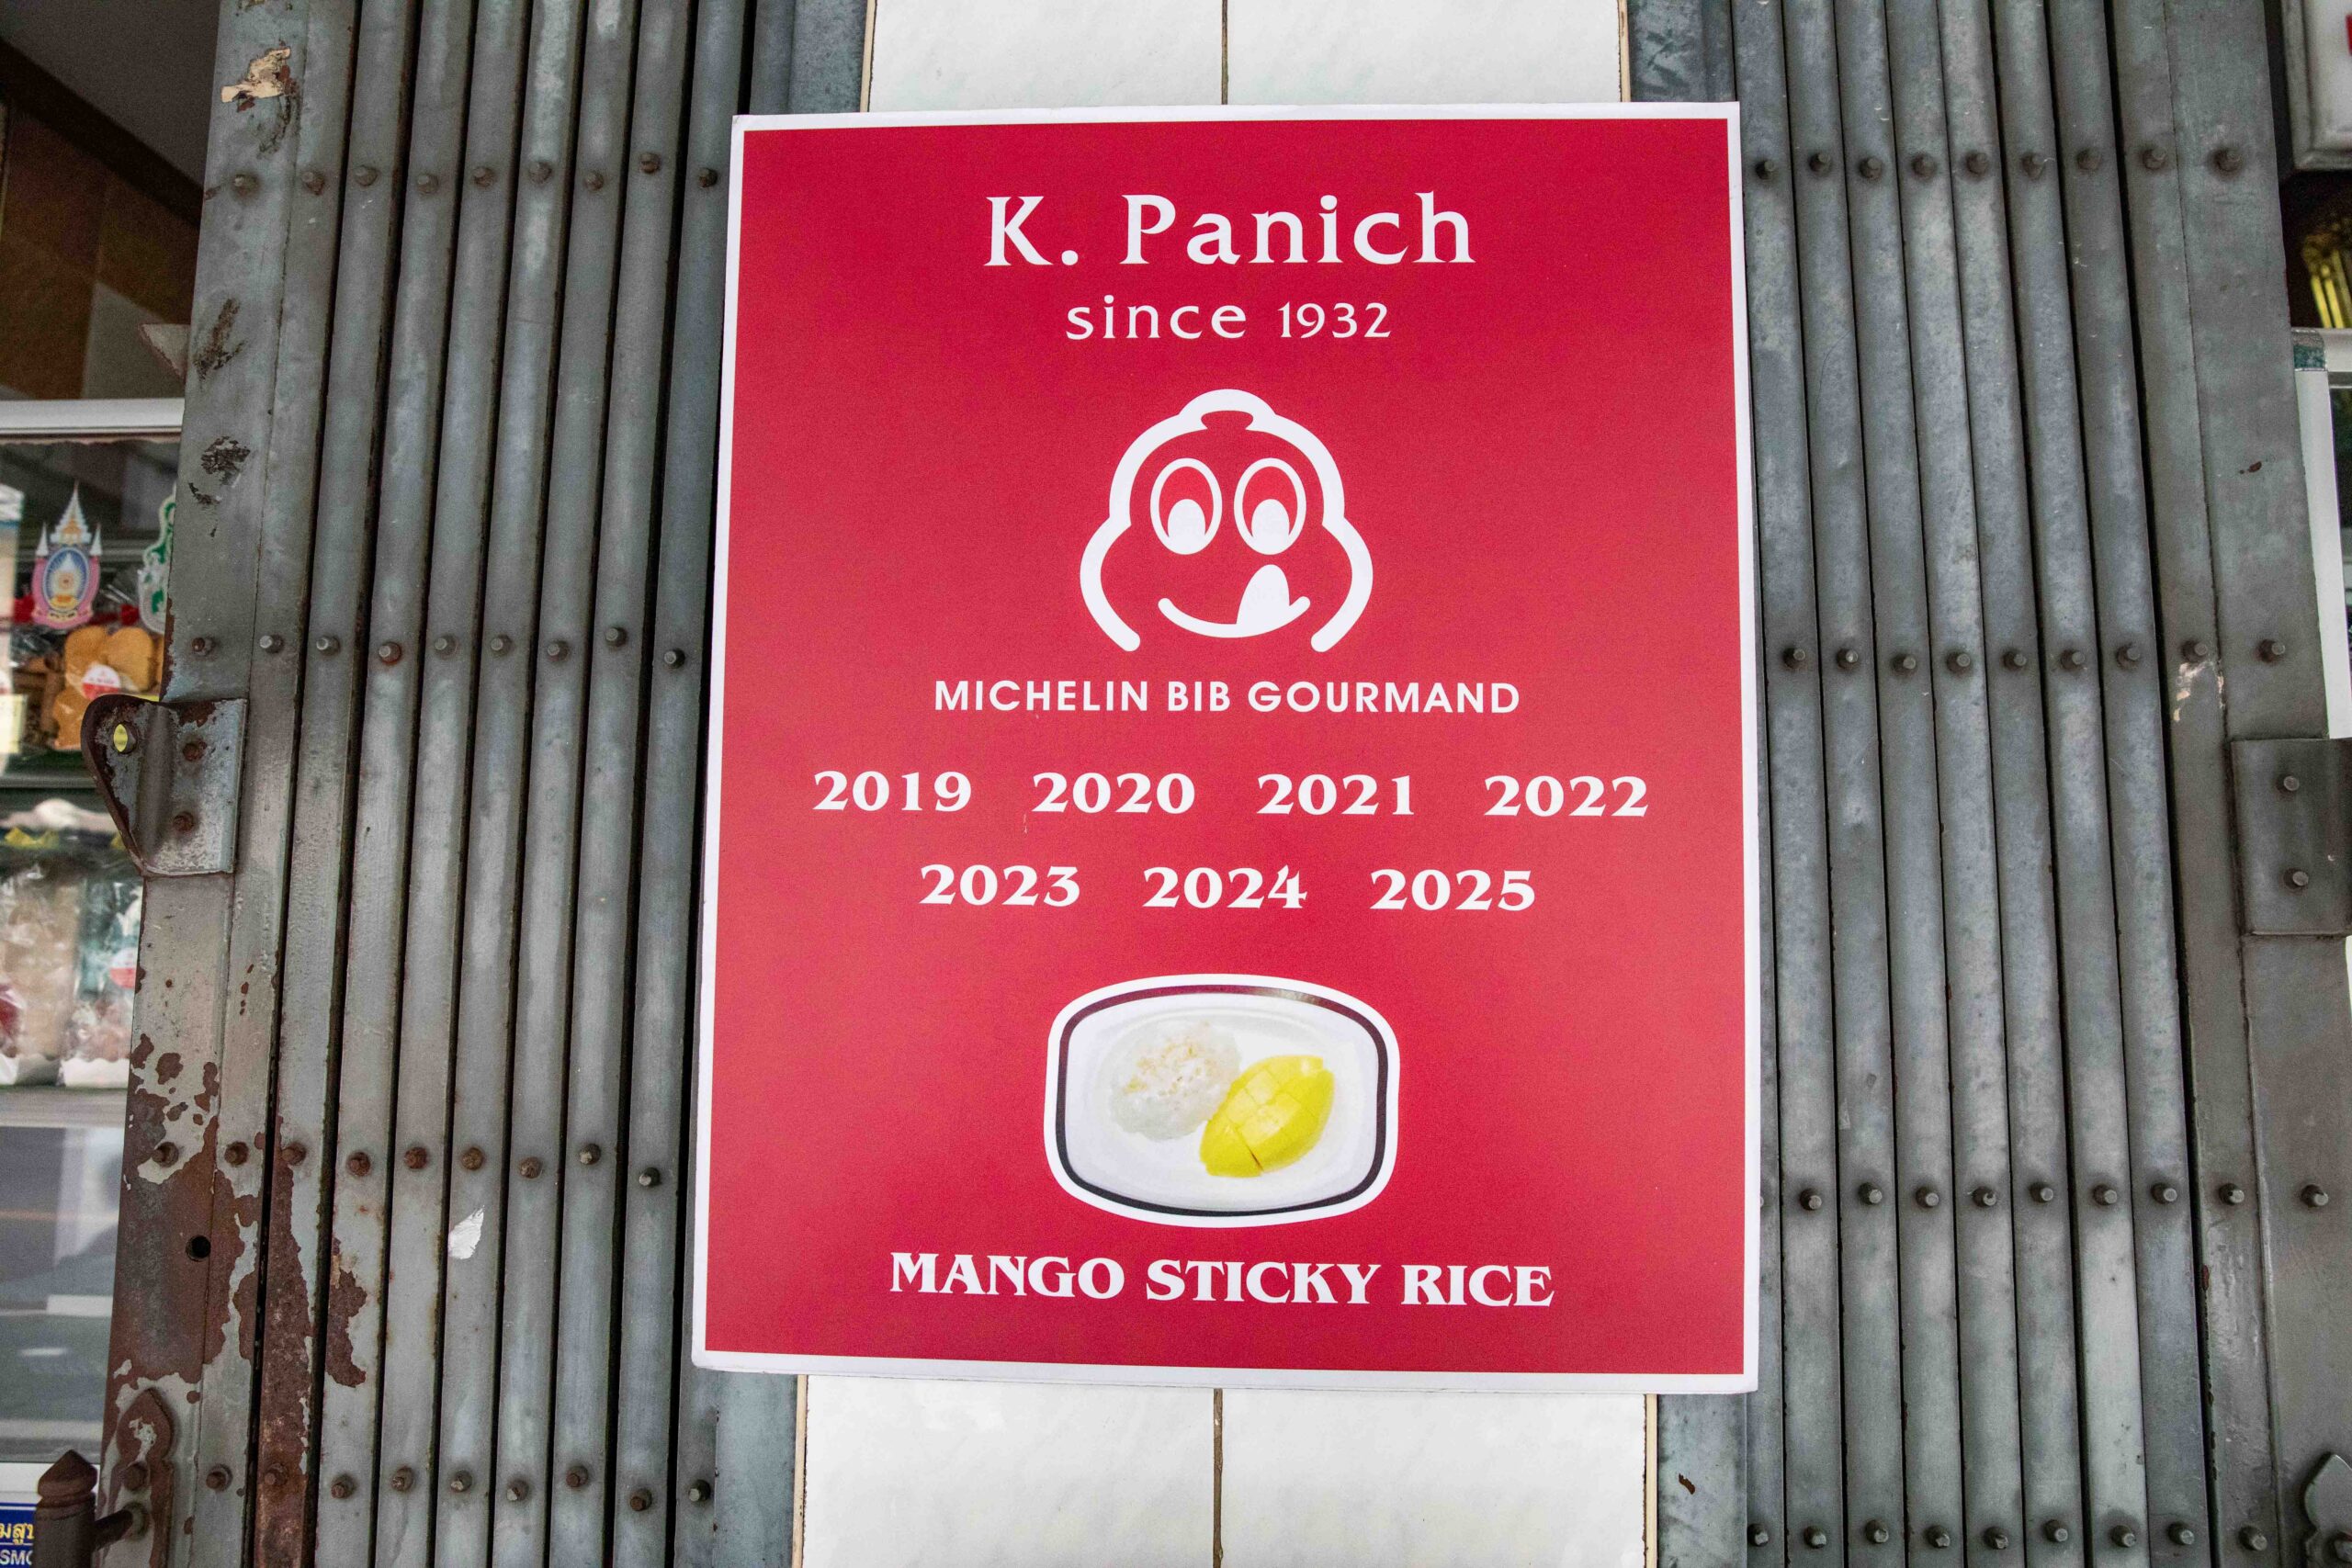 K. Panich
since 1932
MICHELIN BIB GOURMAND
2019 2020 2021 2022
2023 2024 2025
MANGO STICKY RICE